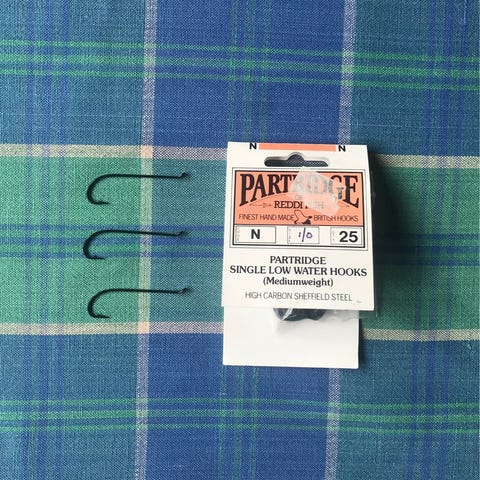 N N
PARTRIDGE
REDDITCH
FINEST HAND MADE BRITISH HOOKS
N 1/0 25
PARTRIDGE
SINGLE LOW WATER HOOKS
(Mediumweight)
HIGH CARBON SHEFFIELD STEEL